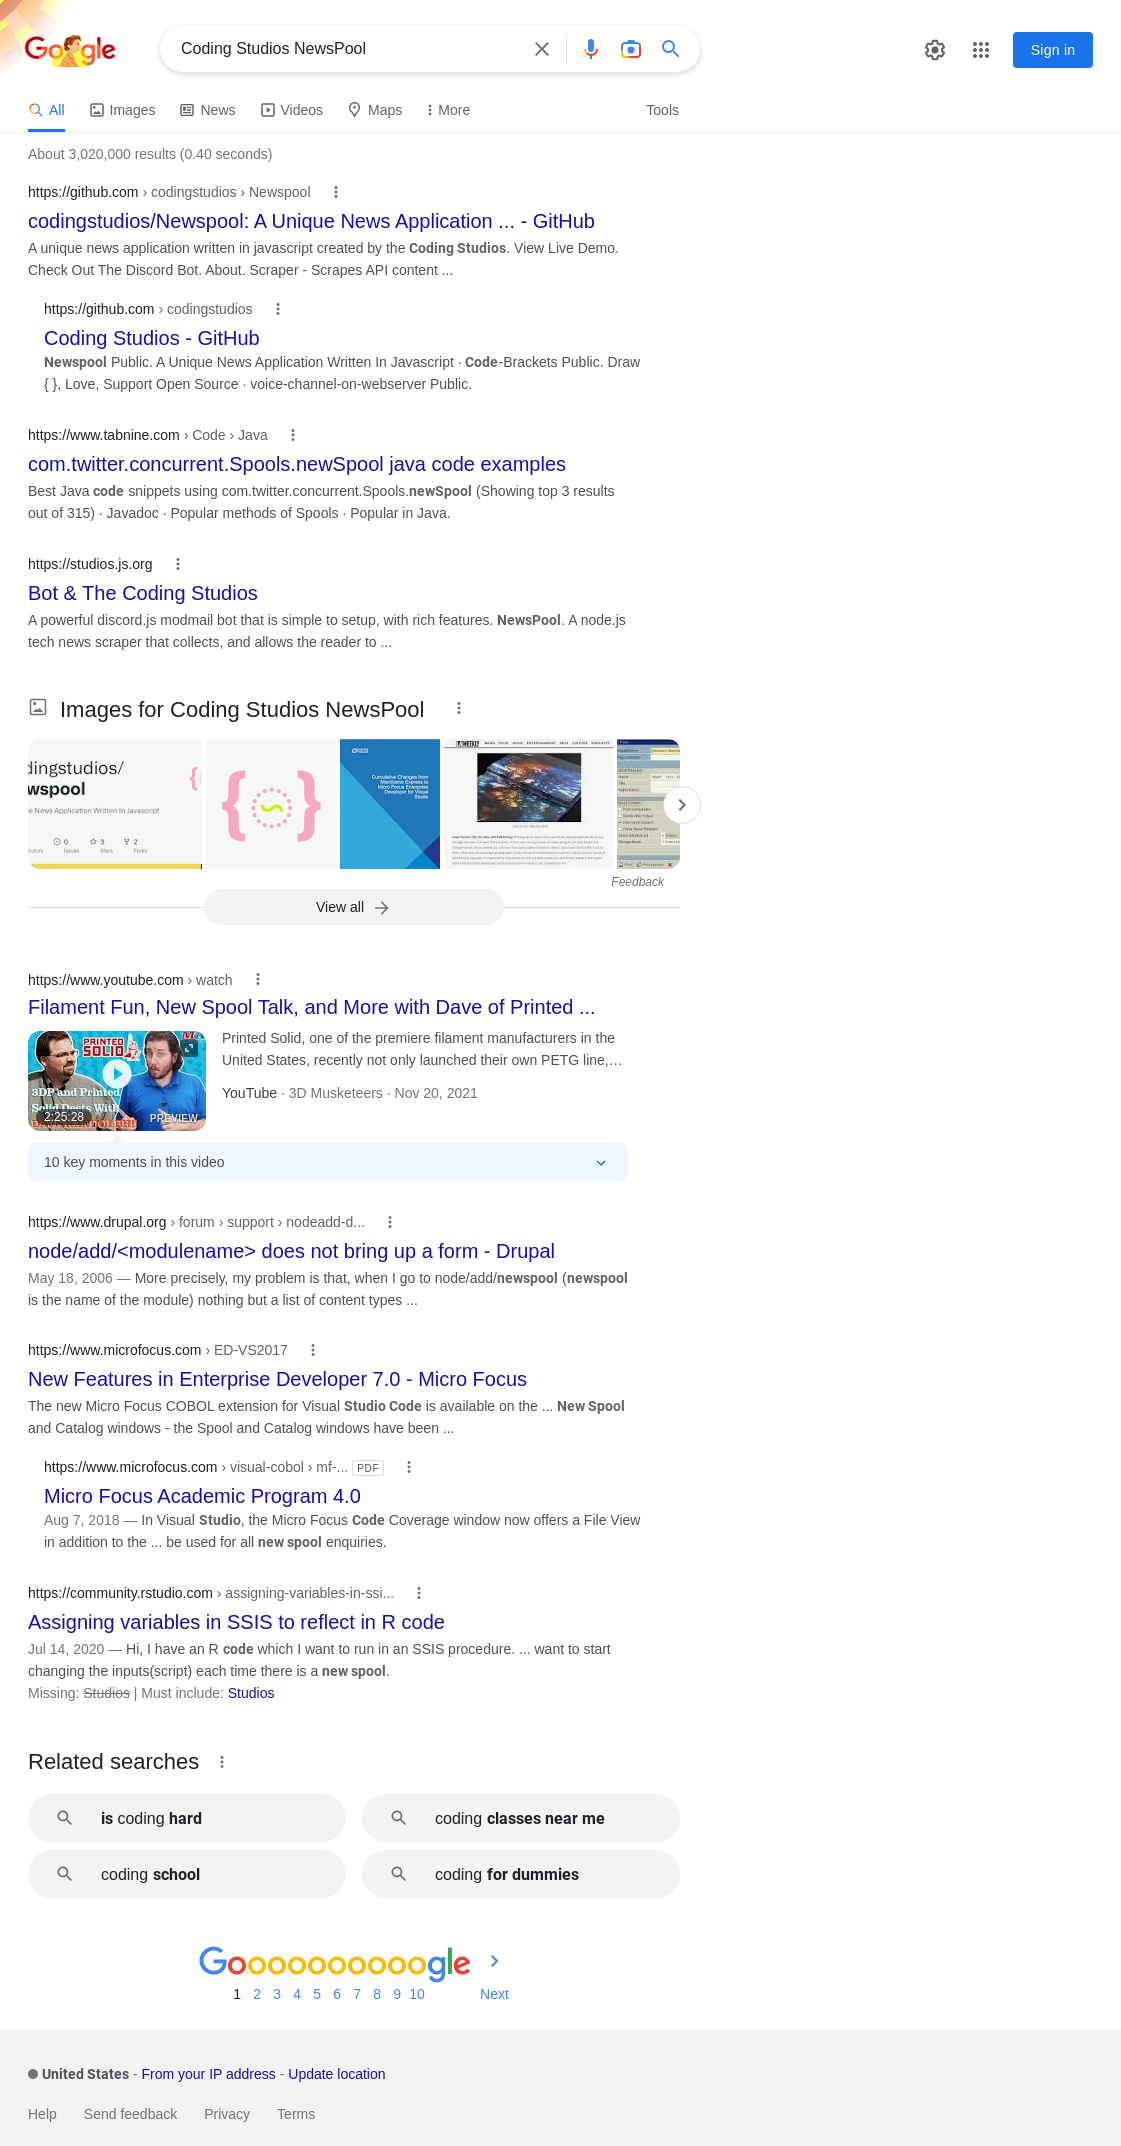 Google
Coding Studios NewsPool
Sign in
All
Images
News
Videos
Maps
More
Tools
About 3,020,000 results (0.40 seconds)
https://github.com › codingstudios › Newspool
codingstudios/Newspool: A Unique News Application ... - GitHub
A unique news application written in javascript created by the Coding Studios. View Live Demo.
Check Out The Discord Bot. About. Scraper - Scrapes API content ...
https://github.com › codingstudios
Coding Studios - GitHub
Newspool Public. A Unique News Application Written In Javascript · Code-Brackets Public. Draw
{ }, Love, Support Open Source · voice-channel-on-webserver Public.
https://www.tabnine.com › Code › Java
com.twitter.concurrent.Spools.newSpool java code examples
Best Java code snippets using com.twitter.concurrent.Spools.newSpool (Showing top 3 results
out of 315) · Javadoc · Popular methods of Spools · Popular in Java.
https://studios.js.org
Bot & The Coding Studios
A powerful discord.js modmail bot that is simple to setup, with rich features. NewsPool. A node.js
tech news scraper that collects, and allows the reader to ...
Images for Coding Studios NewsPool
dingstudios/
wspool
e News Application Written In Javascript
0
3
2
Issues
Stars
Forks
Cumulative Changes from
Mainframe Express to
Micro Focus Enterprise
Developer for Visual
Studio
Feedback
View all
https://www.youtube.com › watch
Filament Fun, New Spool Talk, and More with Dave of Printed ...
PRINTED
SOLID
3DP and Printed
Solid Deets With
2:25:28
PREVIEW
Printed Solid, one of the premiere filament manufacturers in the
United States, recently not only launched their own PETG line,…
YouTube · 3D Musketeers · Nov 20, 2021
10 key moments in this video
https://www.drupal.org › forum › support › nodeadd-d...
node/add/<modulename> does not bring up a form - Drupal
May 18, 2006 — More precisely, my problem is that, when I go to node/add/newspool (newspool
is the name of the module) nothing but a list of content types ...
https://www.microfocus.com › ED-VS2017
New Features in Enterprise Developer 7.0 - Micro Focus
The new Micro Focus COBOL extension for Visual Studio Code is available on the ... New Spool
and Catalog windows - the Spool and Catalog windows have been ...
https://www.microfocus.com › visual-cobol › mf-... PDF
Micro Focus Academic Program 4.0
Aug 7, 2018 — In Visual Studio, the Micro Focus Code Coverage window now offers a File View
in addition to the ... be used for all new spool enquiries.
https://community.rstudio.com › assigning-variables-in-ssi...
Assigning variables in SSIS to reflect in R code
Jul 14, 2020 — Hi, I have an R code which I want to run in an SSIS procedure. ... want to start
changing the inputs(script) each time there is a new spool.
Missing: Studios | Must include: Studios
Related searches
is coding hard
coding classes near me
coding school
coding for dummies
Goooooooooogle
1 2 3 4 5 6 7 8 9 10 Next
United States - From your IP address - Update location
Help
Send feedback
Privacy
Terms